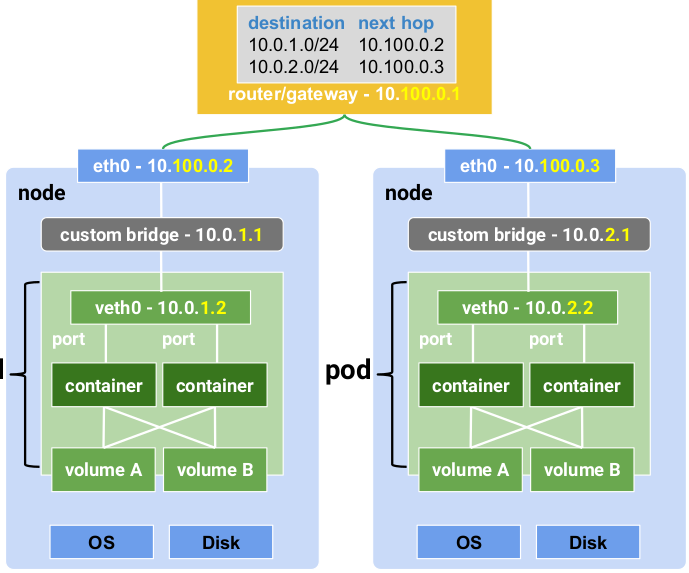 destination next hop
10.0.1.0/24 10.100.0.2
10.0.2.0/24 10.100.0.3
router/gateway - 10.100.0.1
eth0 - 10.100.0.2
node
custom bridge - 10.0.1.1
veth0 - 10.0.1.2
port port
container container
volume A volume B
OS Disk
eth0 - 10.100.0.3
node
custom bridge - 10.0.2.1
pod
veth0 - 10.0.2.2
port port
container container
volume A volume B
OS Disk